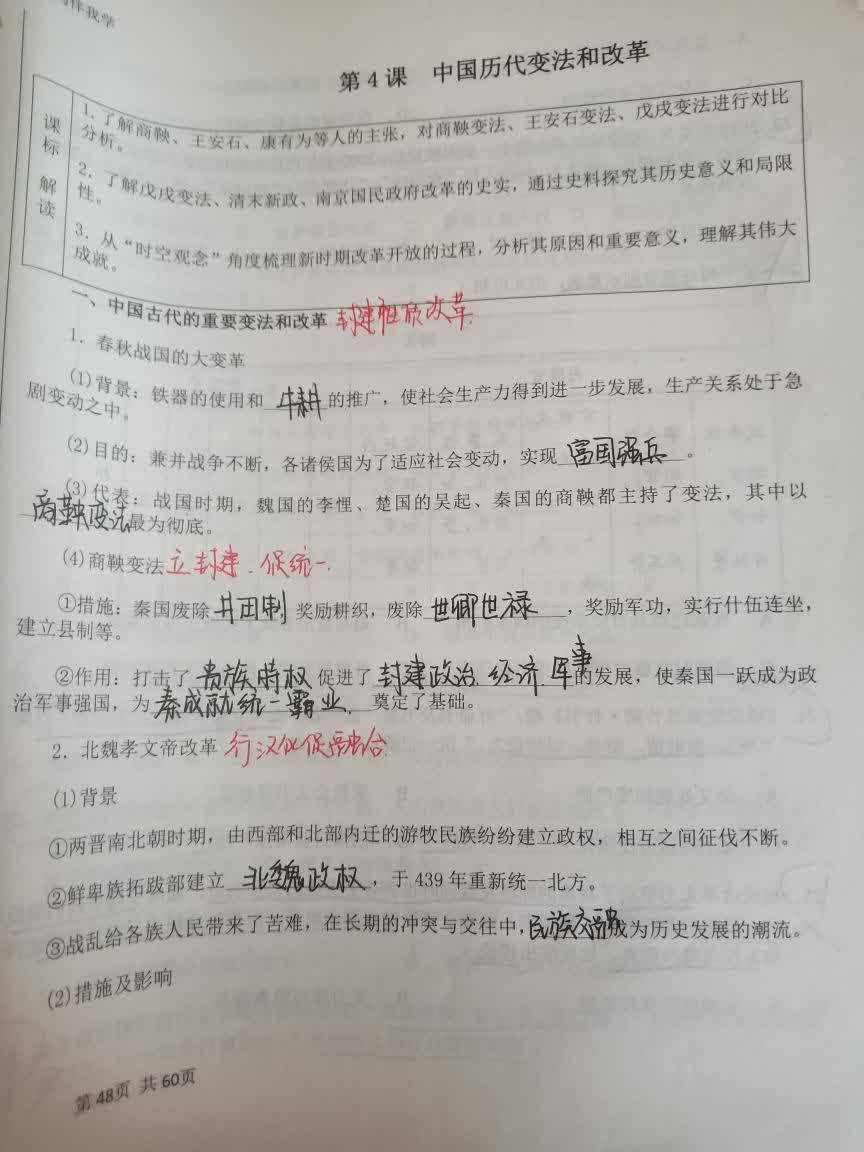 伴我学
第4课 中国历代变法和改革
课标 解读
1.了解商鞅、王安石、康有为等人的主张，对商鞅变法、王安石变法、戊戌变法进行对比
分析。
2.了解戊戌变法、清末新政、南京国民政府改革的史实，通过史料探究其历史意义和局限
性。
3.从“时空观念”角度梳理新时期改革开放的过程，分析其原因和重要意义，理解其伟大
成就。
一、中国古代的重要变法和改革 封建性质改革.
1.春秋战国的大变革
(1)背景：铁器的使用和 牛耕 的推广，使社会生产力得到进一步发展，生产关系处于急
剧变动之中。
(2)目的：兼并战争不断，各诸侯国为了适应社会变动，实现 富国强兵 。
(3)代表：战国时期，魏国的李悝、楚国的吴起、秦国的商鞅都主持了变法，其中以
商鞅变法最为彻底。
(4)商鞅变法 立封建.促统一.
①措施：秦国废除 井田制 奖励耕织，废除 世卿世禄 ，奖励军功，实行什伍连坐，
建立县制等。
②作用：打击了 贵族特权 促进了 封建政治.经济.军事的发展，使秦国一跃成为政
治军事强国，为 秦成就统一霸业. 奠定了基础。
2.北魏孝文帝改革 行汉化促融合.
(1)背景
①两晋南北朝时期，由西部和北部内迁的游牧民族纷纷建立政权，相互之间征伐不断。
②鲜卑族拓跋部建立 北魏政权 ，于439年重新统一北方。
③战乱给各族人民带来了苦难，在长期的冲突与交往中，民族交融成为历史发展的潮流。
(2)措施及影响
第48页 共60页